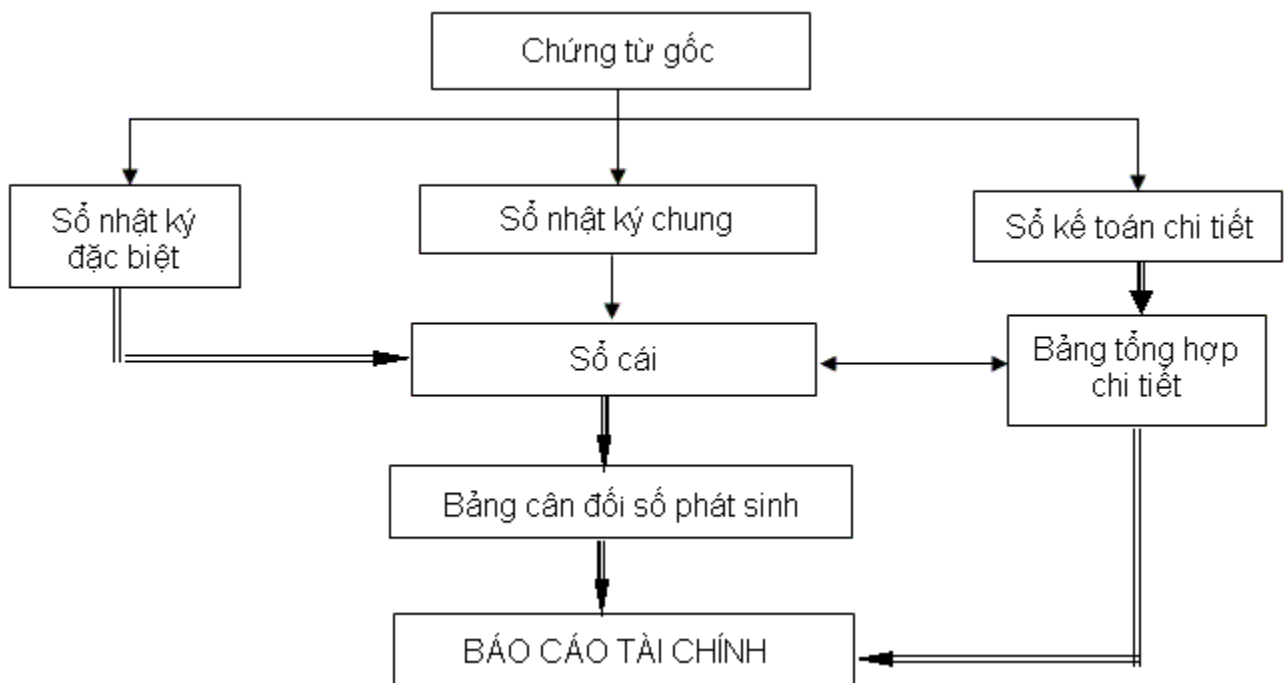 Chứng từ gốc
Sổ nhật ký
đặc biệt
Sổ nhật ký chung
Sổ kế toán chi tiết
Sổ cái
Bảng tổng hợp
chi tiết
Bảng cân đối số phát sinh
BÁO CÁO TÀI CHÍNH